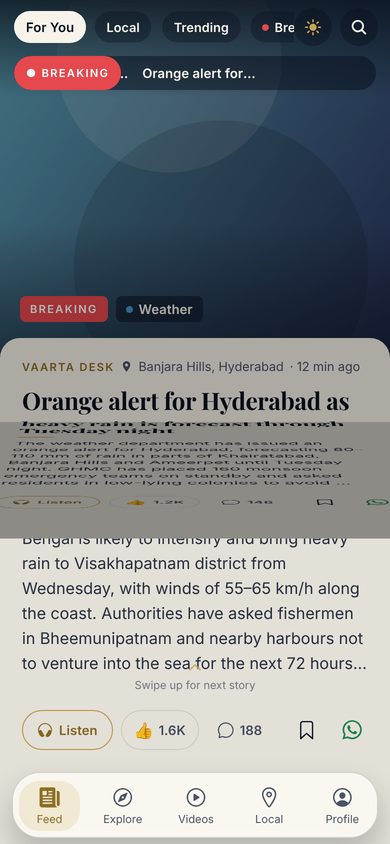 For You
Local
Trending
Bre
BREAKING
.. Orange alert for…
BREAKING
Weather
VAARTA DESK Banjara Hills, Hyderabad · 12 min ago
Orange alert for Hyderabad as
heavy rain is forecast through
Tuesday night
The weather department has issued an
orange alert for Hyderabad, forecasting 80–
110 mm of rain in parts of Khairatabad,
Banjara Hills and Ameerpet until Tuesday
night. GHMC has placed 160 monsoon
emergency teams on standby and asked
residents in low-lying colonies to avoid ...
Listen
1.2K
146
Bengal is likely to intensify and bring heavy
rain to Visakhapatnam district from
Wednesday, with winds of 55–65 km/h along
the coast. Authorities have asked fishermen
in Bheemunipatnam and nearby harbours not
to venture into the sea for the next 72 hours…
Swipe up for next story
Listen
1.6K
188
Feed
Explore
Videos
Local
Profile